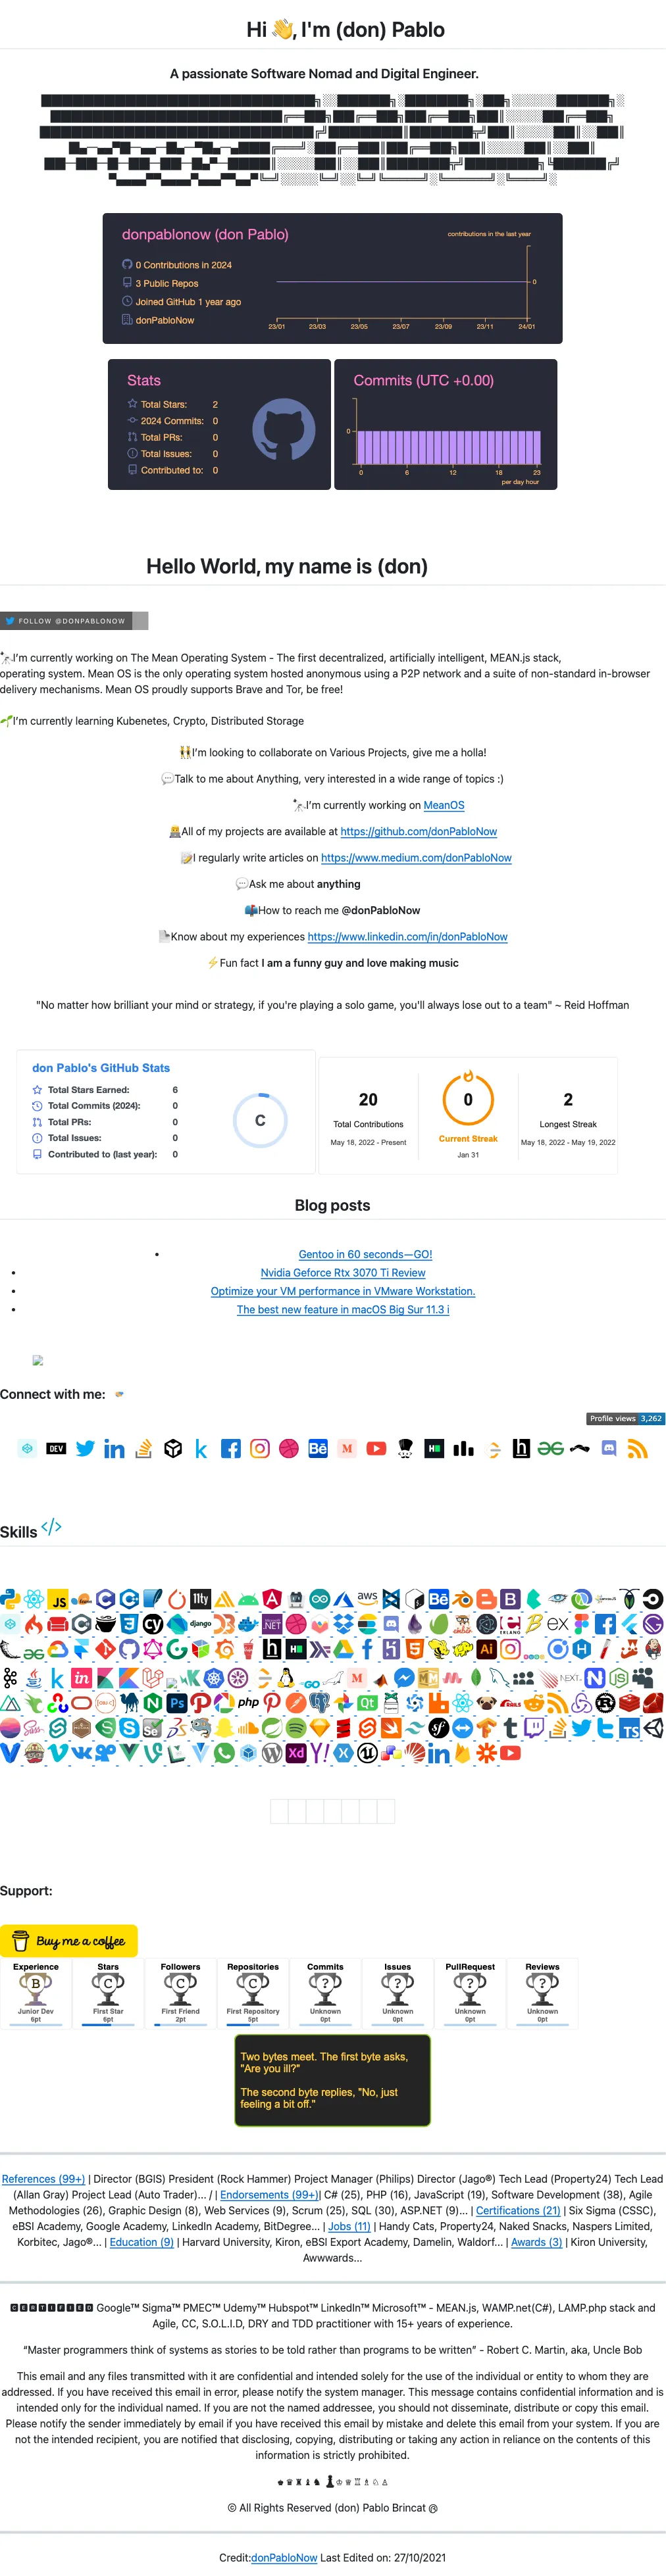 Hi 👋, I'm (don) Pablo
A passionate Software Nomad and Digital Engineer.
donpablonow (don Pablo)
contributions in the last year
0 Contributions in 2024
3 Public Repos
Joined GitHub 1 year ago
donPabloNow
0
23/01 23/03 23/05 23/07 23/09 23/11 24/01
Stats
Total Stars: 2
2024 Commits: 0
Total PRs: 0
Total Issues: 0
Contributed to: 0
Commits (UTC +0.00)
0
0 6 12 18 23
per day hour
Hello World, my name is (don)
FOLLOW @DONPABLONOW
🔭I’m currently working on The Mean Operating System - The first decentralized, artificially intelligent, MEAN.js stack,
operating system. Mean OS is the only operating system hosted anonymous using a P2P network and a suite of non-standard in-browser
delivery mechanisms. Mean OS proudly supports Brave and Tor, be free!
🌱I’m currently learning Kubenetes, Crypto, Distributed Storage
👯I’m looking to collaborate on Various Projects, give me a holla!
💬Talk to me about Anything, very interested in a wide range of topics :)
🔭I’m currently working on MeanOS
👨‍💻All of my projects are available at https://github.com/donPabloNow
📝I regularly write articles on https://www.medium.com/donPabloNow
💬Ask me about anything
📫How to reach me @donPabloNow
📄Know about my experiences https://www.linkedin.com/in/donPabloNow
⚡Fun fact I am a funny guy and love making music
"No matter how brilliant your mind or strategy, if you're playing a solo game, you'll always lose out to a team" ~ Reid Hoffman
don Pablo's GitHub Stats
Total Stars Earned: 6
Total Commits (2024): 0
Total PRs: 0
Total Issues: 0
Contributed to (last year): 0
C
20
Total Contributions
May 18, 2022 - Present
0
Current Streak
Jan 31
2
Longest Streak
May 18, 2022 - May 19, 2022
Blog posts
• Gentoo in 60 seconds—GO!
• Nvidia Geforce Rtx 3070 Ti Review
• Optimize your VM performance in VMware Workstation.
• The best new feature in macOS Big Sur 11.3 i
Connect with me:
Profile views 3,262
DEV
Skills </>
Support:
Buy me a coffee
Experience Stars Followers Repositories Commits Issues PullRequest Reviews
B C C C ? ? ? ?
Junior Dev First Star First Friend First Repository Unknown Unknown Unknown Unknown
6pt 6pt 2pt 5pt 0pt 0pt 0pt 0pt
Two bytes meet. The first byte asks,
"Are you ill?"
The second byte replies, "No, just
feeling a bit off."
References (99+) | Director (BGIS) President (Rock Hammer) Project Manager (Philips) Director (Jago®) Tech Lead (Property24) Tech Lead
(Allan Gray) Project Lead (Auto Trader)... / | Endorsements (99+)| C# (25), PHP (16), JavaScript (19), Software Development (38), Agile
Methodologies (26), Graphic Design (8), Web Services (9), Scrum (25), SQL (30), ASP.NET (9)... | Certifications (21) | Six Sigma (CSSC),
eBSI Academy, Google Academy, LinkedIn Academy, BitDegree... | Jobs (11) | Handy Cats, Property24, Naked Snacks, Naspers Limited,
Korbitec, Jago®... | Education (9) | Harvard University, Kiron, eBSI Export Academy, Damelin, Waldorf... | Awards (3) | Kiron University,
Awwwards...
🅲🅴🆁🆃🅸🅵🅸🅴🅳 Google™ Sigma™ PMEC™ Udemy™ Hubspot™ LinkedIn™ Microsoft™ - MEAN.js, WAMP.net(C#), LAMP.php stack and
Agile, CC, S.O.L.I.D, DRY and TDD practitioner with 15+ years of experience.
“Master programmers think of systems as stories to be told rather than programs to be written” - Robert C. Martin, aka, Uncle Bob
This email and any files transmitted with it are confidential and intended solely for the use of the individual or entity to whom they are
addressed. If you have received this email in error, please notify the system manager. This message contains confidential information and is
intended only for the individual named. If you are not the named addressee, you should not disseminate, distribute or copy this email.
Please notify the sender immediately by email if you have received this email by mistake and delete this email from your system. If you are
not the intended recipient, you are notified that disclosing, copying, distributing or taking any action in reliance on the contents of this
information is strictly prohibited.
♚♛♜♝♞♟♔♕♖♗♘♙
© All Rights Reserved (don) Pablo Brincat @
Credit:donPabloNow Last Edited on: 27/10/2021